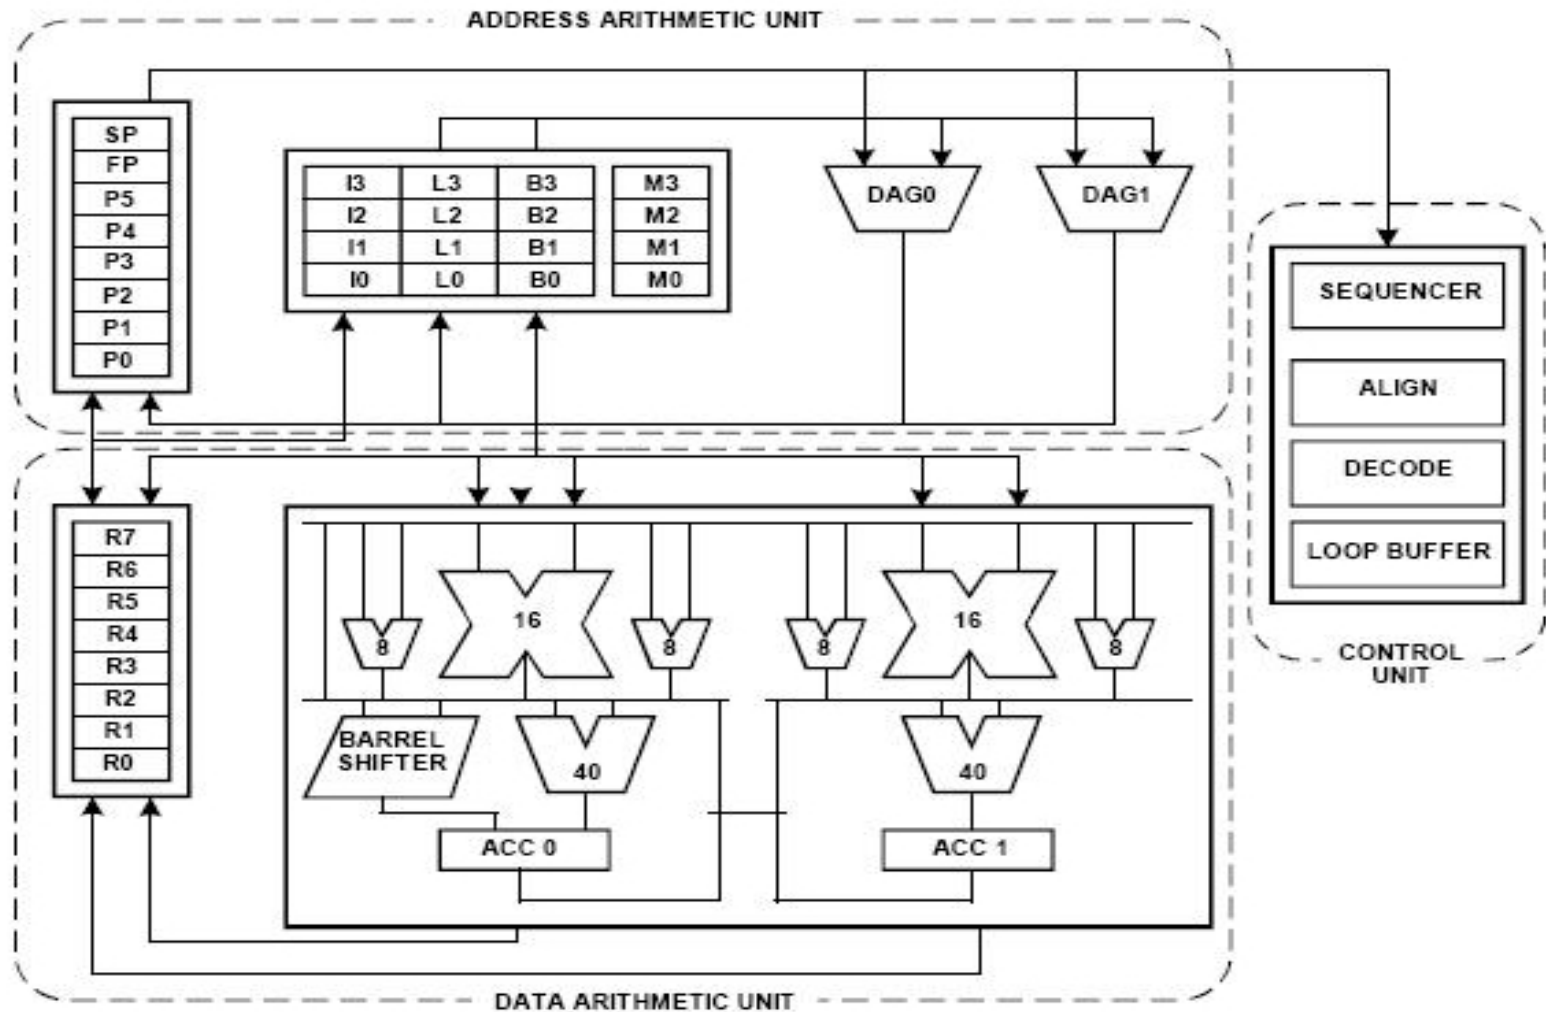 ADDRESS ARITHMETIC UNIT
SP
FP
P5
P4
P3
P2
P1
P0
I3 L3 B3 M3
I2 L2 B2 M2
I1 L1 B1 M1
I0 L0 B0 M0
DAG0
DAG1
SEQUENCER
ALIGN
DECODE
LOOP BUFFER
CONTROL
UNIT
R7
R6
R5
R4
R3
R2
R1
R0
16
16
8
8
8
8
BARREL
SHIFTER
40
40
ACC 0
ACC 1
DATA ARITHMETIC UNIT